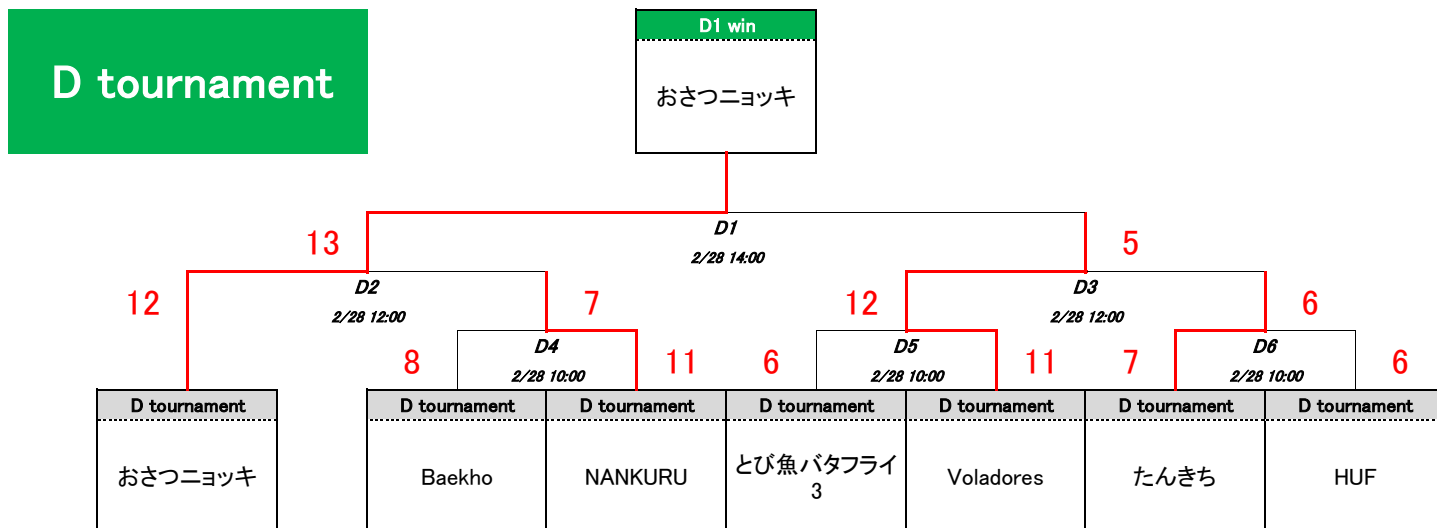 D tournament
D1 win
おさつニョッキ
D1
2/28 14:00
13
5
D2
2/28 12:00
D3
2/28 12:00
12
7
12
6
D4
2/28 10:00
D5
2/28 10:00
D6
2/28 10:00
8
11
6
11
7
6
D tournament
D tournament
D tournament
D tournament
D tournament
D tournament
D tournament
おさつニョッキ
Baekho
NANKURU
とび魚バタフライ
3
Voladores
たんきち
HUF